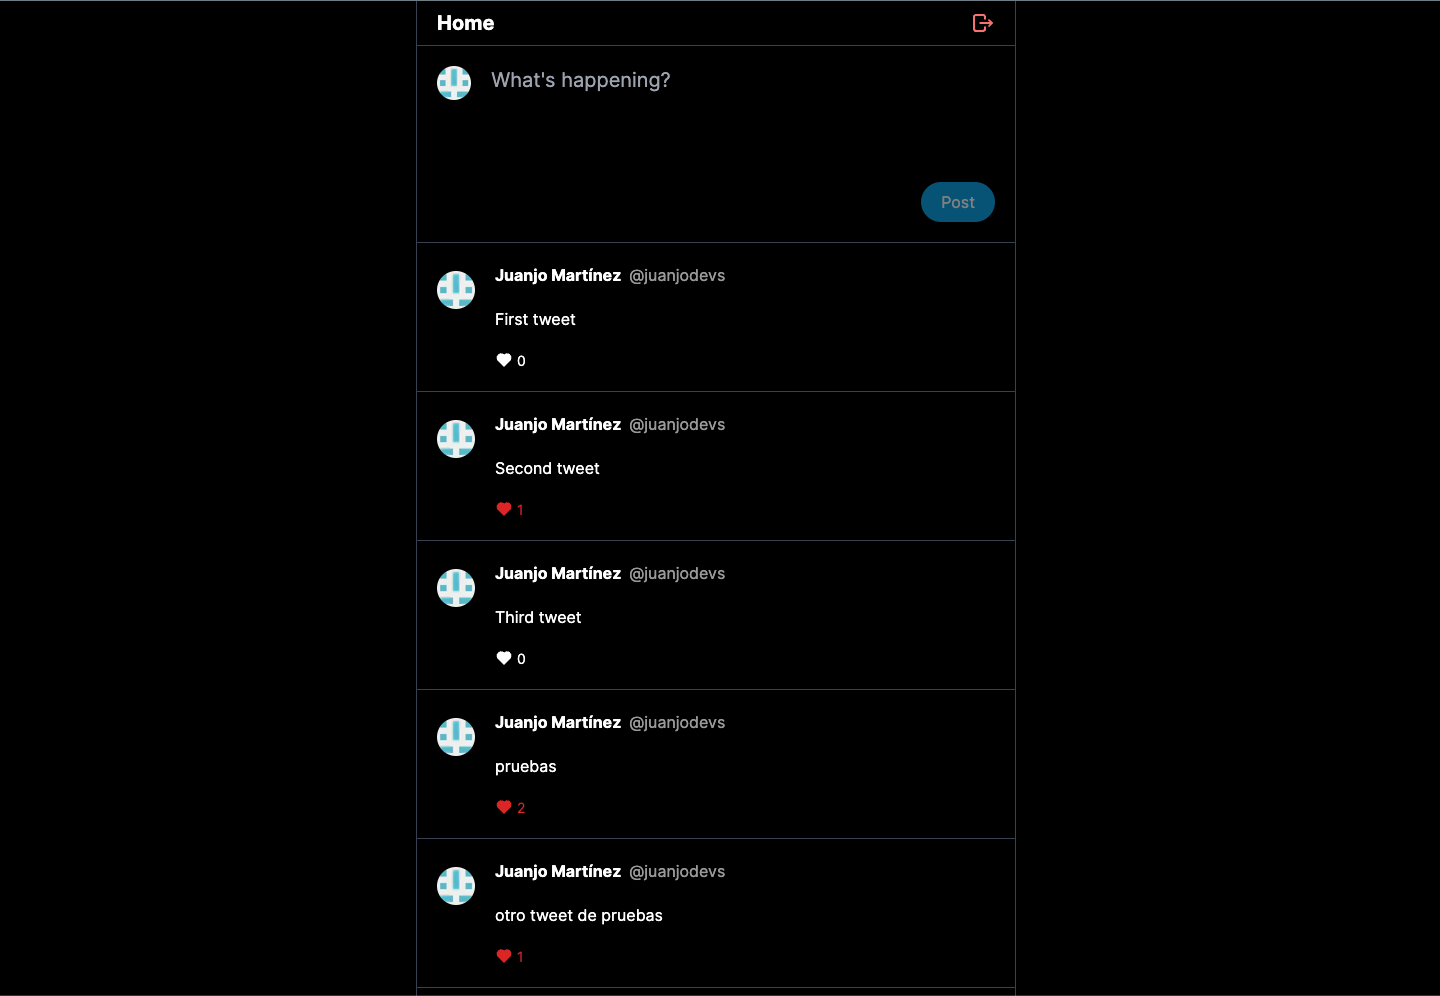 Home
What's happening?
Post
Juanjo Martínez @juanjodevs
First tweet
0
Juanjo Martínez @juanjodevs
Second tweet
1
Juanjo Martínez @juanjodevs
Third tweet
0
Juanjo Martínez @juanjodevs
pruebas
2
Juanjo Martínez @juanjodevs
otro tweet de pruebas
1